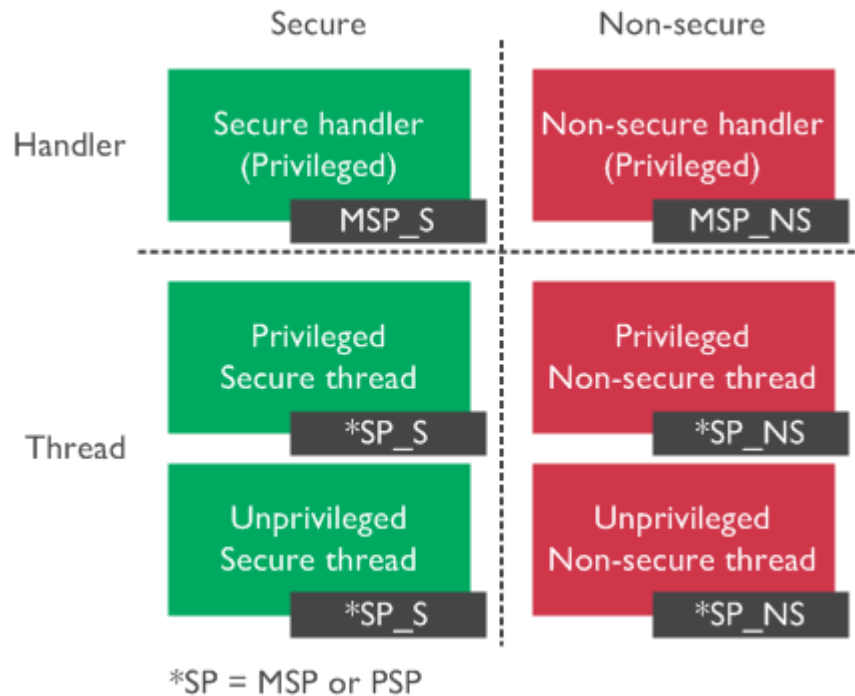 Secure
Non-secure
Handler
Secure handler
(Privileged)
MSP_S
Non-secure handler
(Privileged)
MSP_NS
Thread
Privileged
Secure thread
*SP_S
Privileged
Non-secure thread
*SP_NS
Unprivileged
Secure thread
*SP_S
Unprivileged
Non-secure thread
*SP_NS
*SP = MSP or PSP